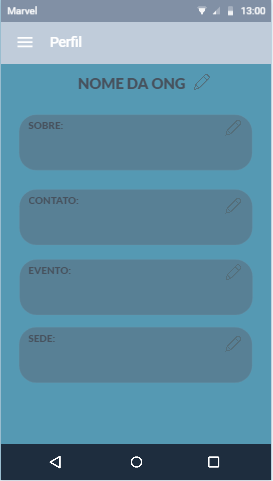 Marvel 13:00
Perfil
NOME DA ONG
SOBRE:
CONTATO:
EVENTO:
SEDE: